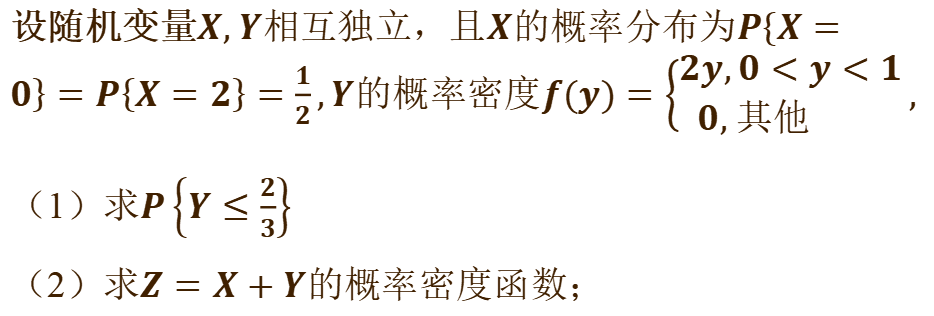 设随机变量X, Y相互独立，且X的概率分布为P{X =
0} = P{X = 2} = 1/2, Y的概率密度f(y) = {2y, 0 < y < 1
0, 其他 ,
（1）求P{Y ≤ 2/3}
（2）求Z = X + Y的概率密度函数；